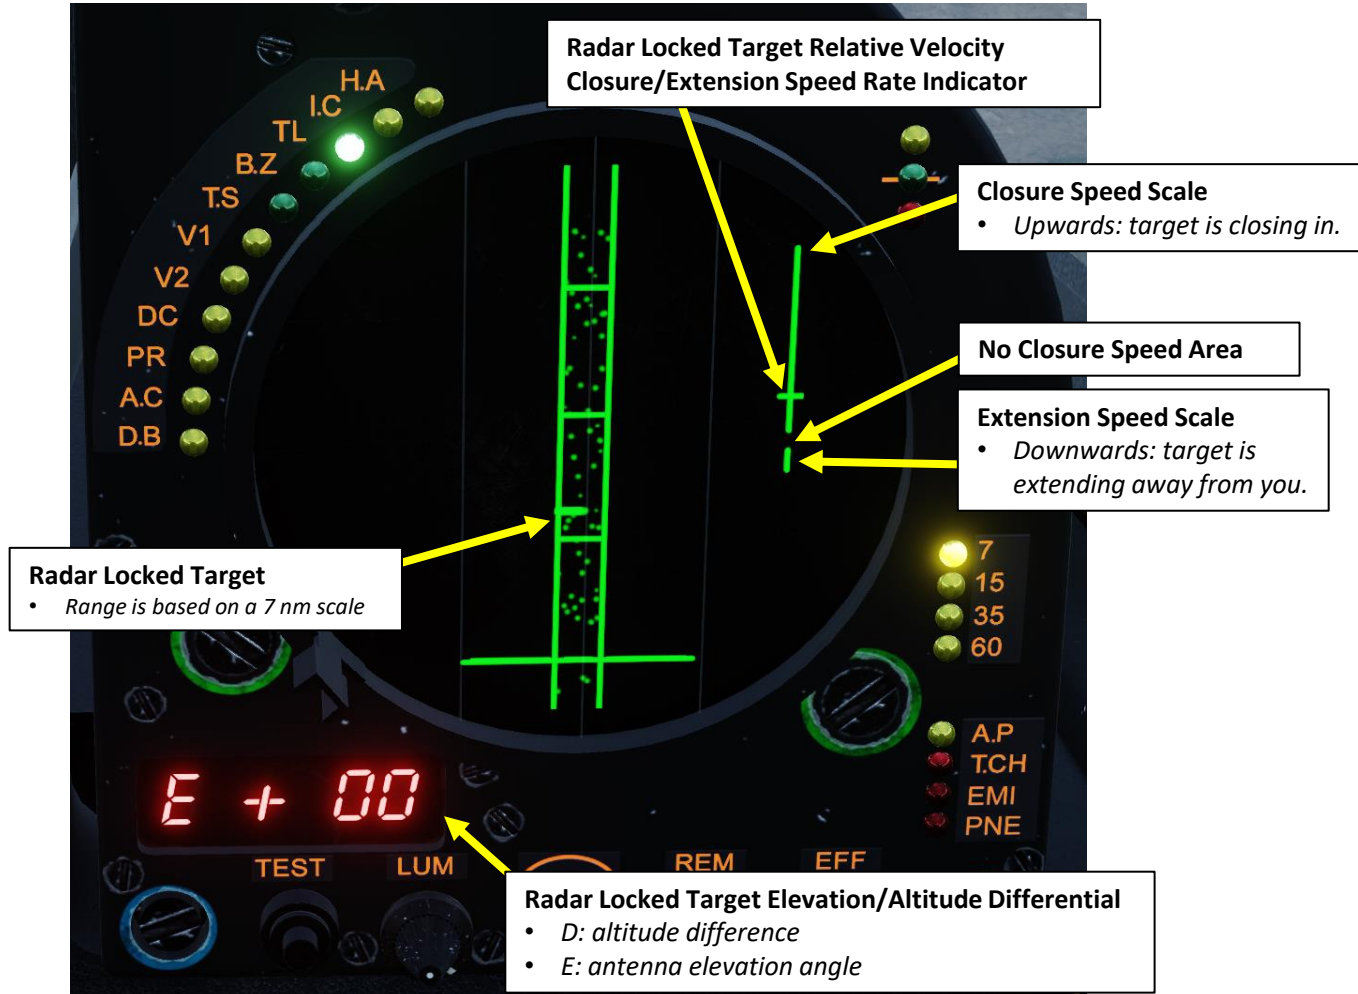 Radar Locked Target Relative Velocity
Closure/Extension Speed Rate Indicator
H.A
I.C
TL
B.Z
T.S
V1
V2
DC
PR
A.C
D.B
Closure Speed Scale
• Upwards: target is closing in.
No Closure Speed Area
Extension Speed Scale
• Downwards: target is
extending away from you.
Radar Locked Target
• Range is based on a 7 nm scale
7
15
35
60
A.P
T.CH
EMI
PNE
E + 00
TEST
LUM
REM
EFF
Radar Locked Target Elevation/Altitude Differential
• D: altitude difference
• E: antenna elevation angle